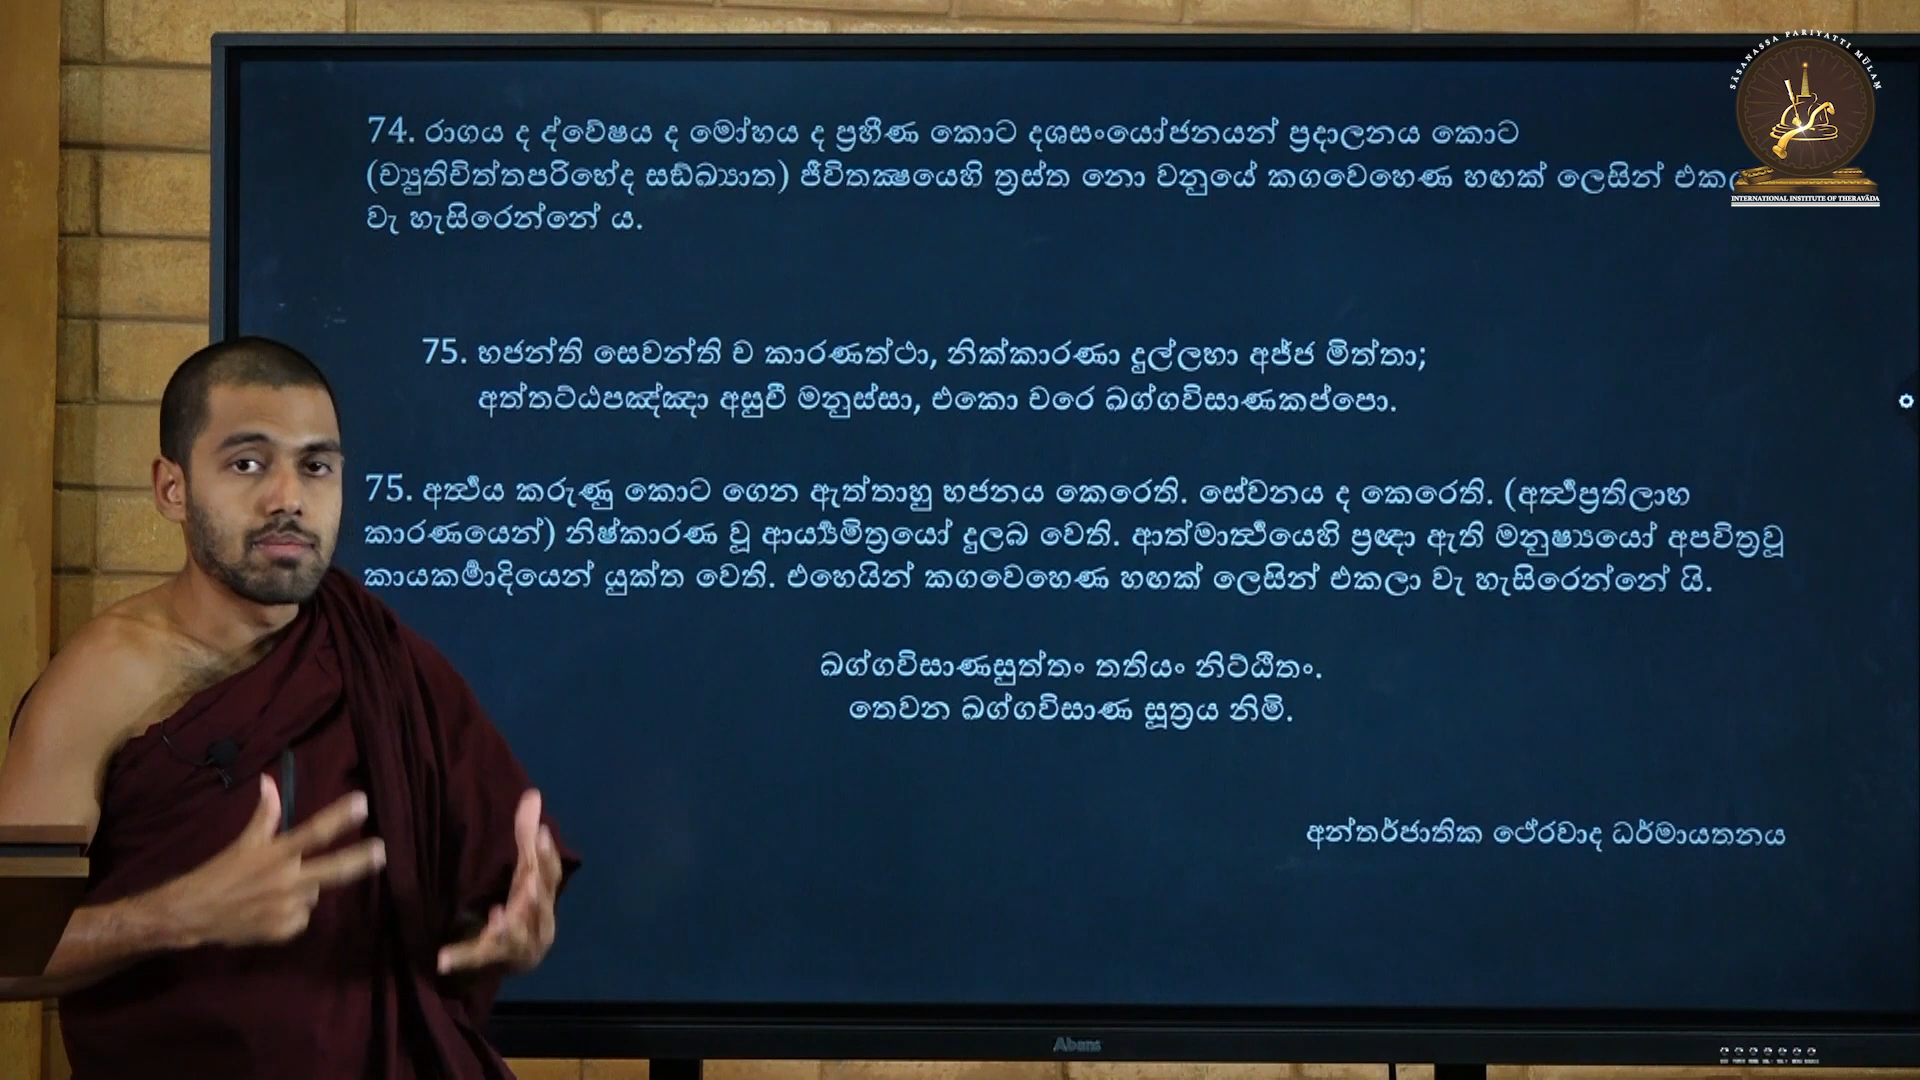 SĀSANASSA PARIYATTI MŪLAṂ
INTERNATIONAL INSTITUTE OF THERAVĀDA
74. රාගය ද ද්වේෂය ද මෝහය ද ප්‍රහීණ කොට දශසංයෝජනයන් ප්‍රදාලනය කොට
(ච්‍යුතිචිත්තපරිභේද සඞ්ඛ්‍යාත) ජීවිතක්‍ෂයෙහි ත්‍රස්ත නො වනුයේ කගවෙහෙණ හඟක් ලෙසින් එකල
වැ හැසිරෙන්නේ ය.
75. භජන්ති සෙවන්ති ච කාරණත්ථා, නික්කාරණා දුල්ලභා අජ්ජ මිත්තා;
අත්තට්ඨපඤ්ඤා අසුචී මනුස්සා, එකො චරෙ ඛග්ගවිසාණකප්පො.
75. අර්‍ත්‍ථය කරුණු කොට ගෙන ඇත්තාහු භජනය කෙරෙති. සේවනය ද කෙරෙති. (අර්‍ත්‍ථප්‍රතිලාභ
කාරණයෙන්) නිෂ්කාරණ වූ ආර්‍ය්‍යමිත්‍රයෝ දුලබ වෙති. ආත්මාර්‍ත්‍ථයෙහි ප්‍රඥා ඇති මනුෂ්‍යයෝ අපවිත්‍රවූ
කායකර්‍මාදියෙන් යුක්ත වෙති. එහෙයින් කගවෙහෙණ හඟක් ලෙසින් එකලා වැ හැසිරෙන්නේ යි.
ඛග්ගවිසාණසුත්තං තතියං නිට්ඨිතං.
තෙවන ඛග්ගවිසාණ සූත්‍රය නිමි.
අන්තර්ජාතික ථේරවාද ධර්මායතනය
Abans